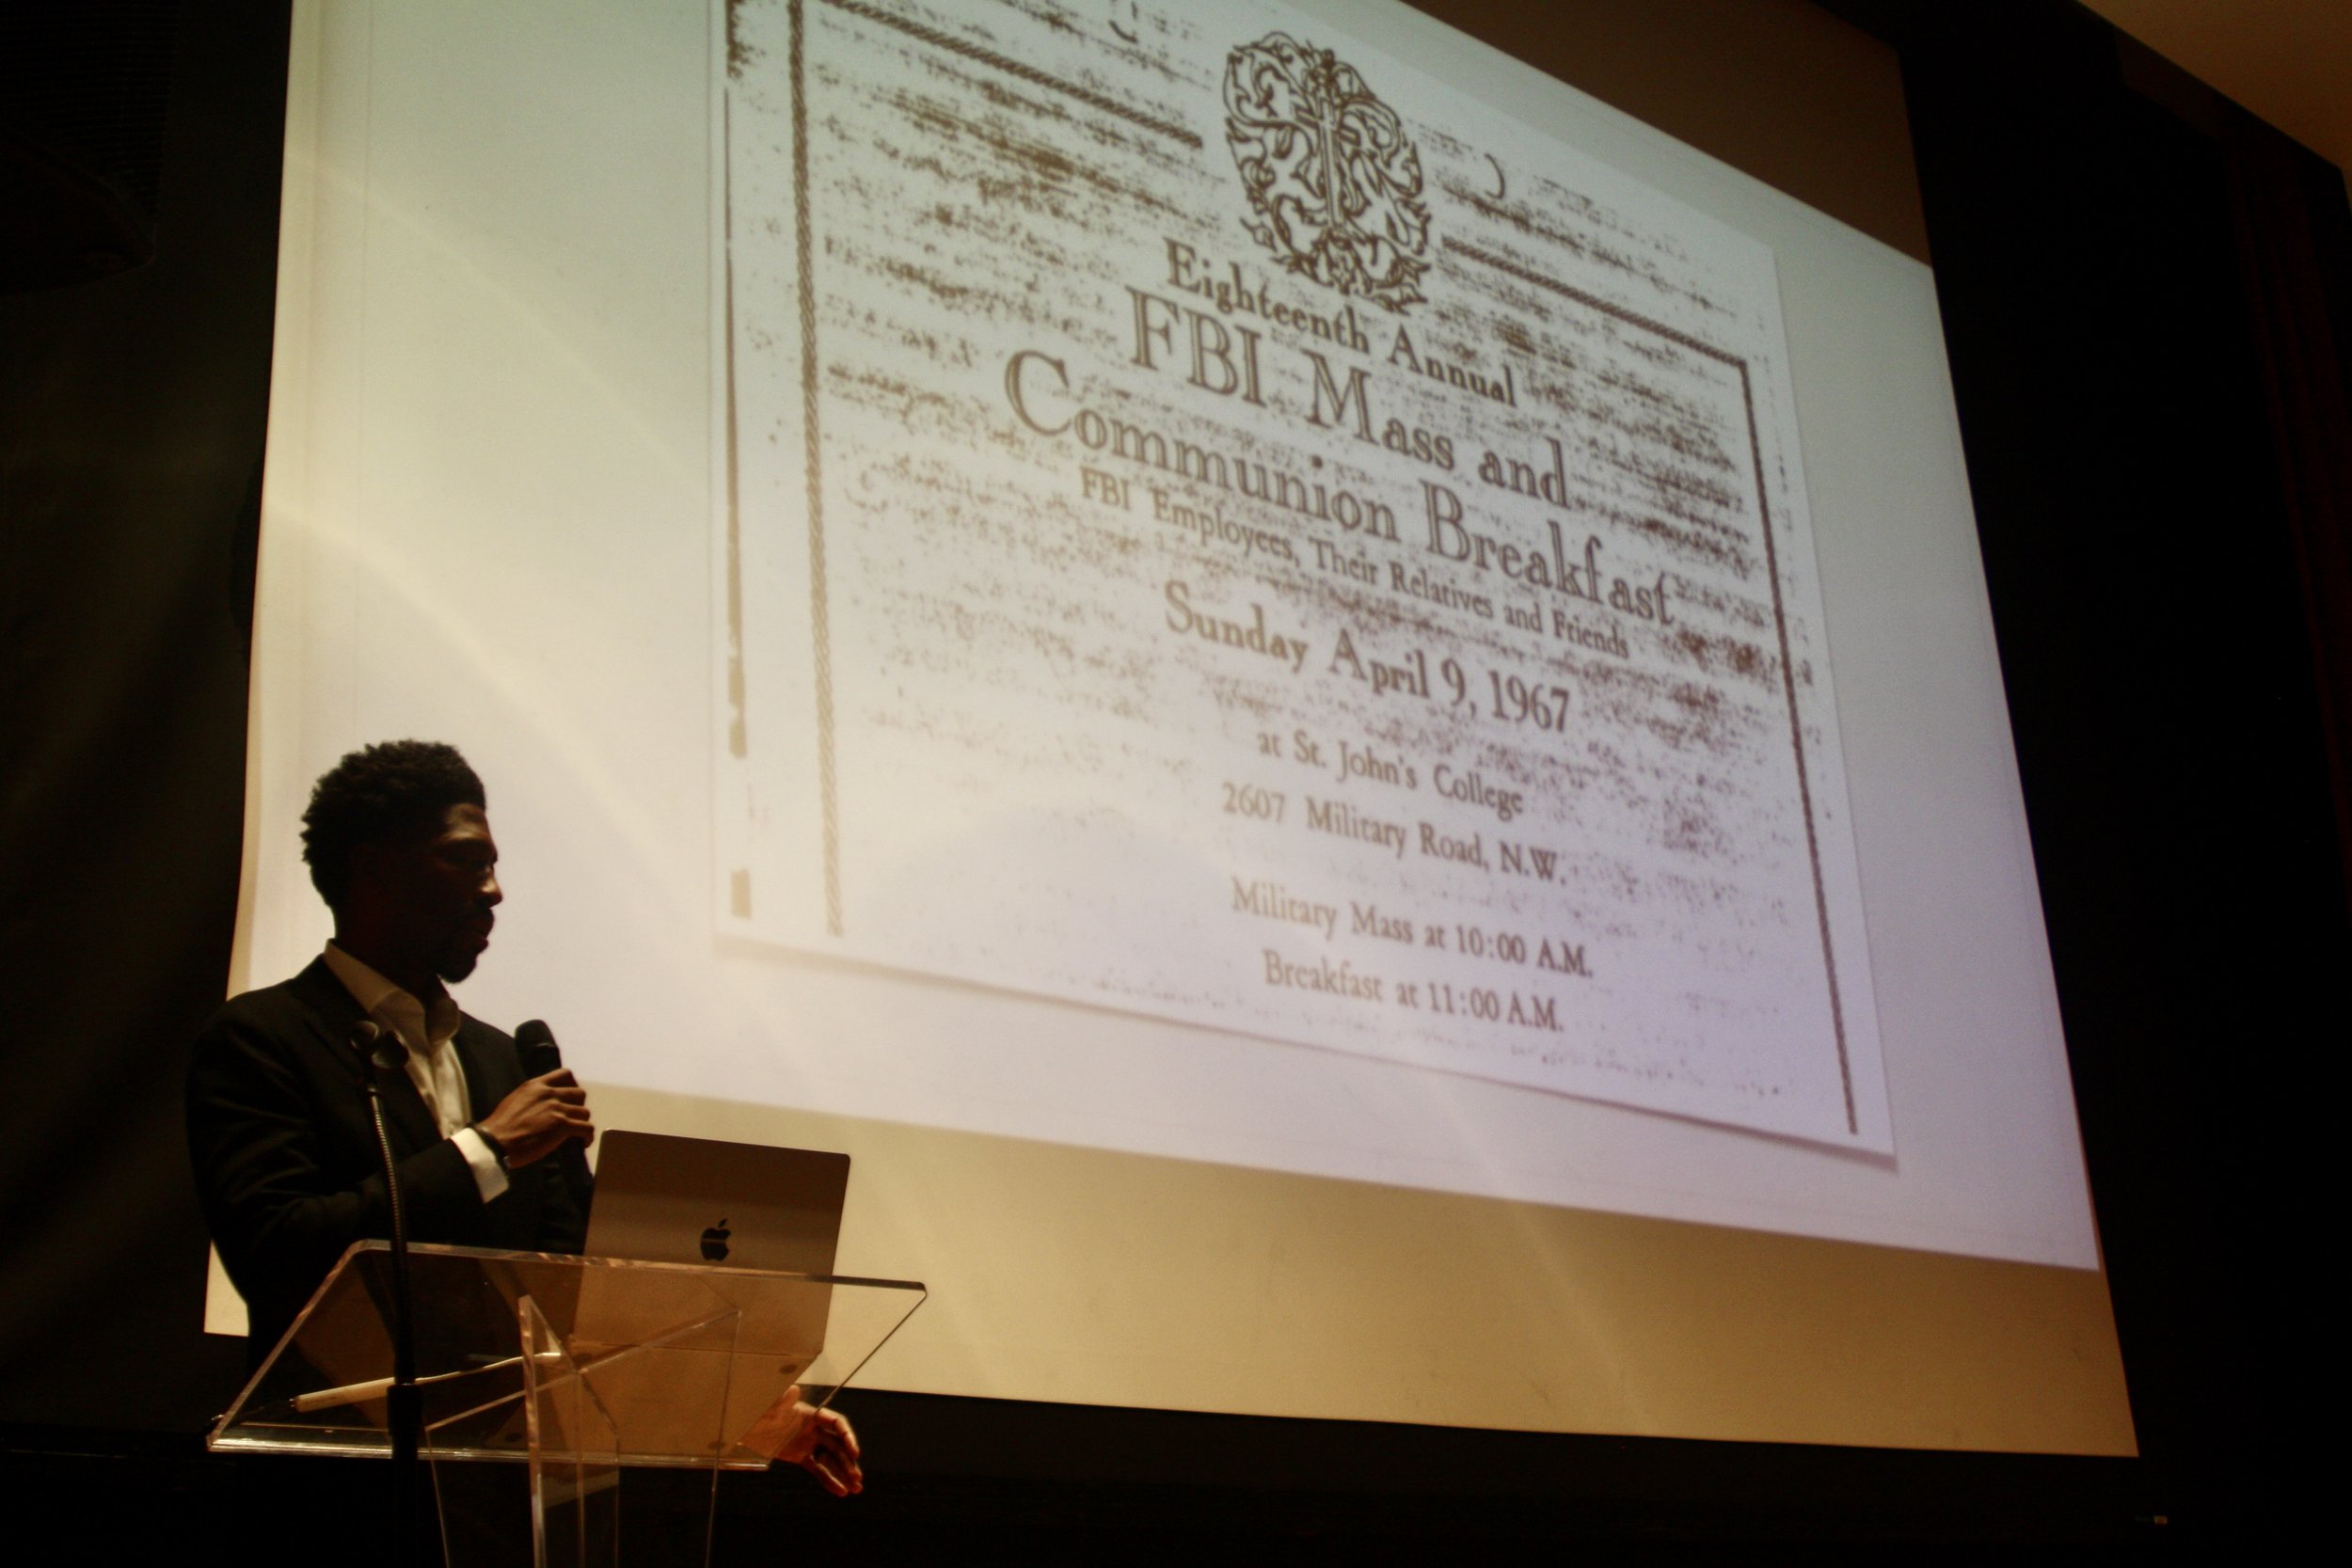 Eighteenth Annual
FBI Mass and
Communion Breakfast
FBI Employees, Their Relatives and Friends
Sunday April 9, 1967
at St. John's College
2607 Military Road, N.W.
Military Mass at 10:00 A.M.
Breakfast at 11:00 A.M.